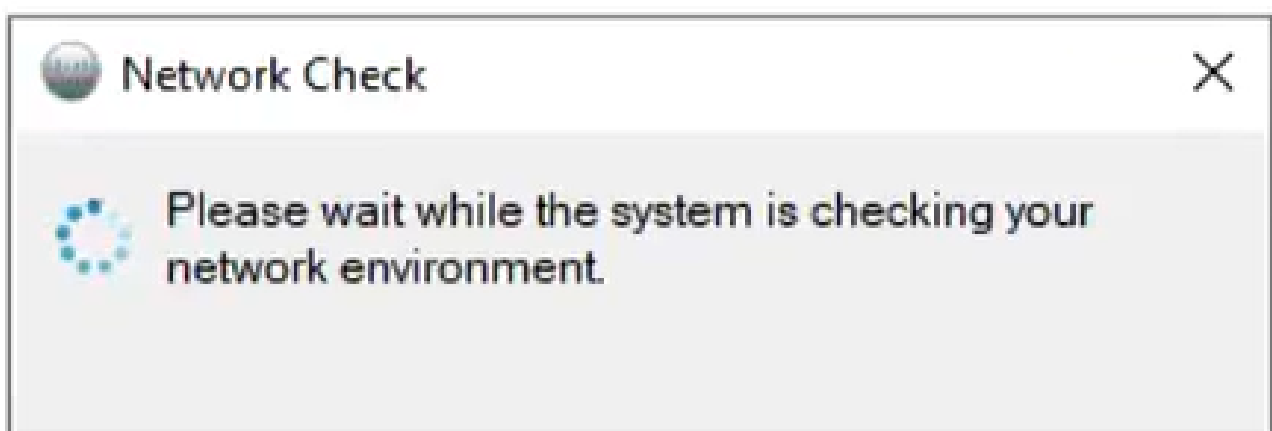 Network Check
Please wait while the system is checking your
network environment.